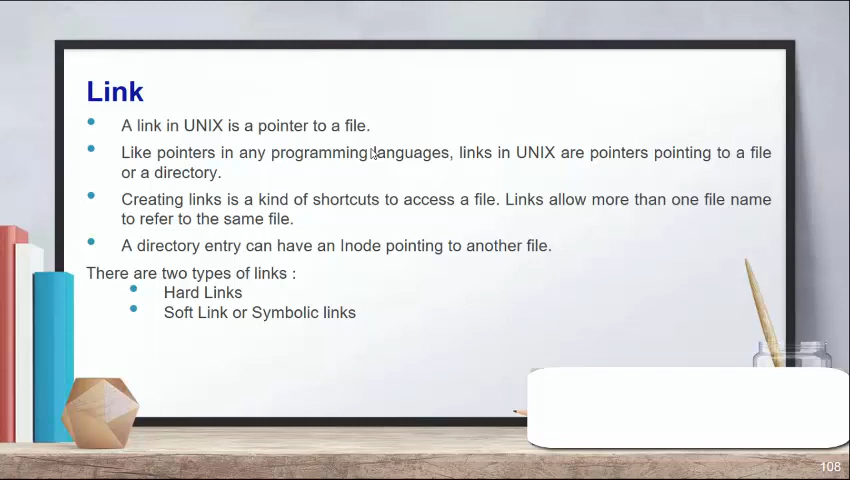 Link
A link in UNIX is a pointer to a file.
Like pointers in any programming languages, links in UNIX are pointers pointing to a file
or a directory.
Creating links is a kind of shortcuts to access a file. Links allow more than one file name
to refer to the same file.
A directory entry can have an Inode pointing to another file.
There are two types of links :
Hard Links
Soft Link or Symbolic links
108